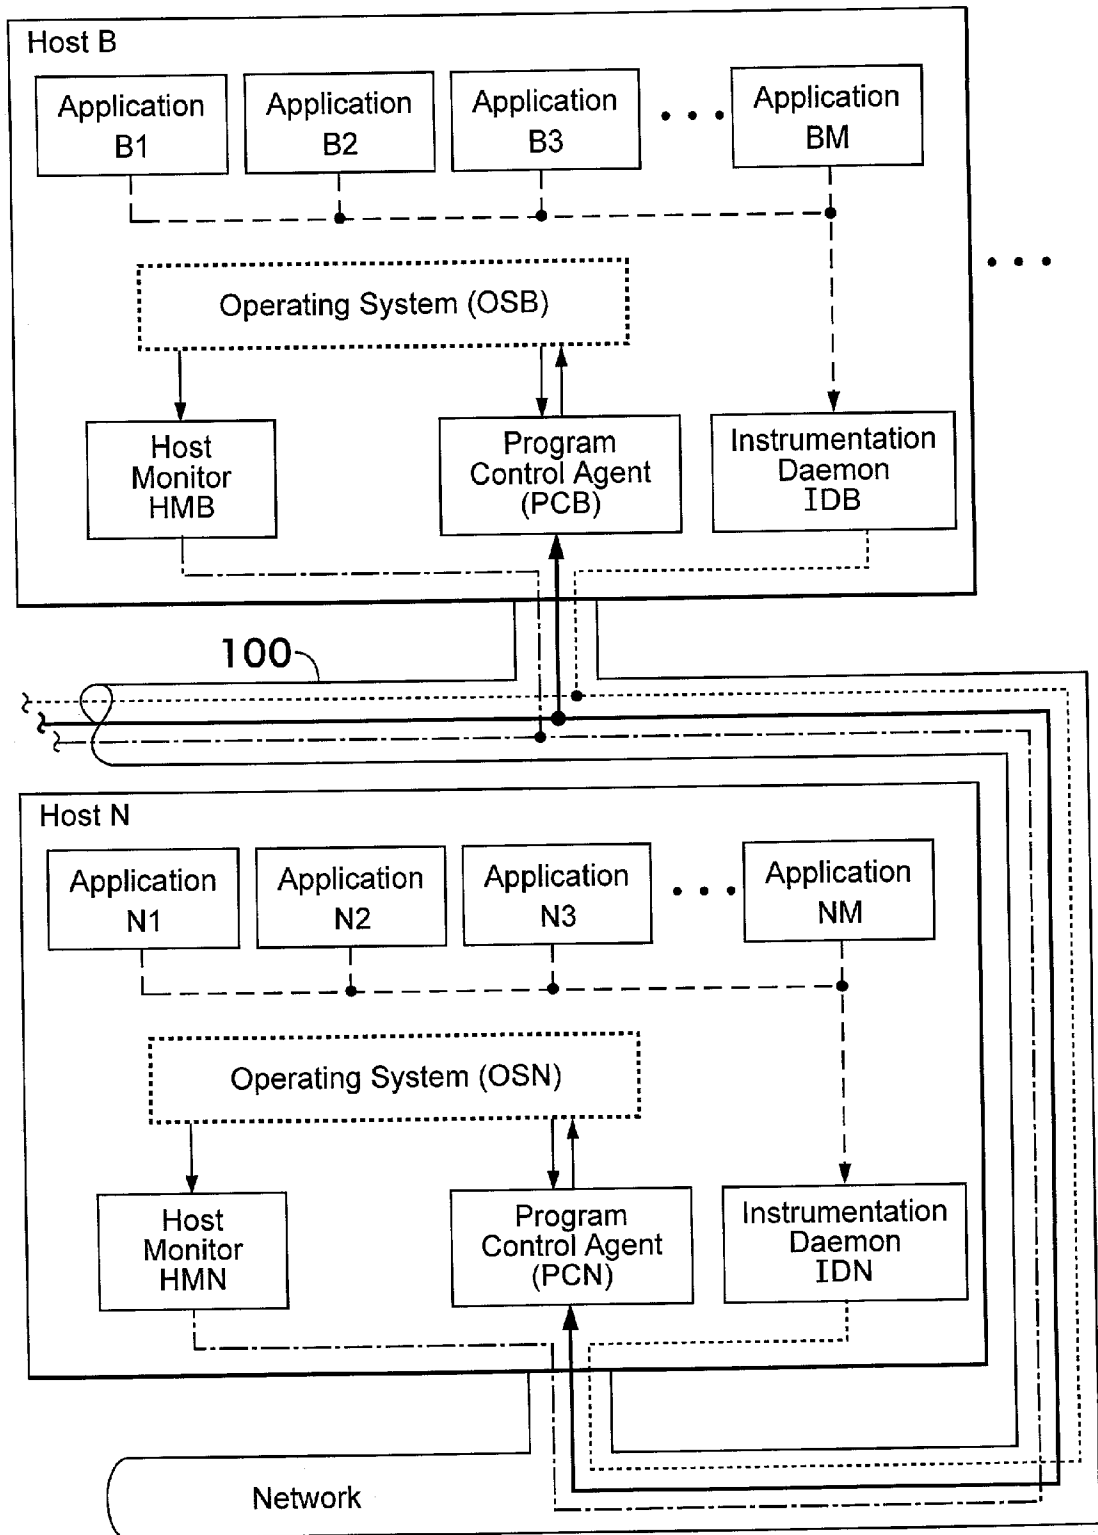 Host B
Application
B1
Application
B2
Application
B3
Application
BM
Operating System (OSB)
Host
Monitor
HMB
Program
Control Agent
(PCB)
Instrumentation
Daemon
IDB
100
Host N
Application
N1
Application
N2
Application
N3
Application
NM
Operating System (OSN)
Host
Monitor
HMN
Program
Control Agent
(PCN)
Instrumentation
Daemon
IDN
Network